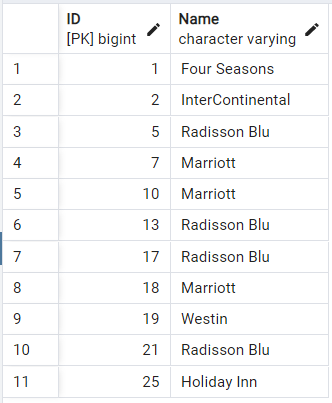 ID Name
[PK] bigint character varying
1 1 Four Seasons
2 2 InterContinental
3 5 Radisson Blu
4 7 Marriott
5 10 Marriott
6 13 Radisson Blu
7 17 Radisson Blu
8 18 Marriott
9 19 Westin
10 21 Radisson Blu
11 25 Holiday Inn